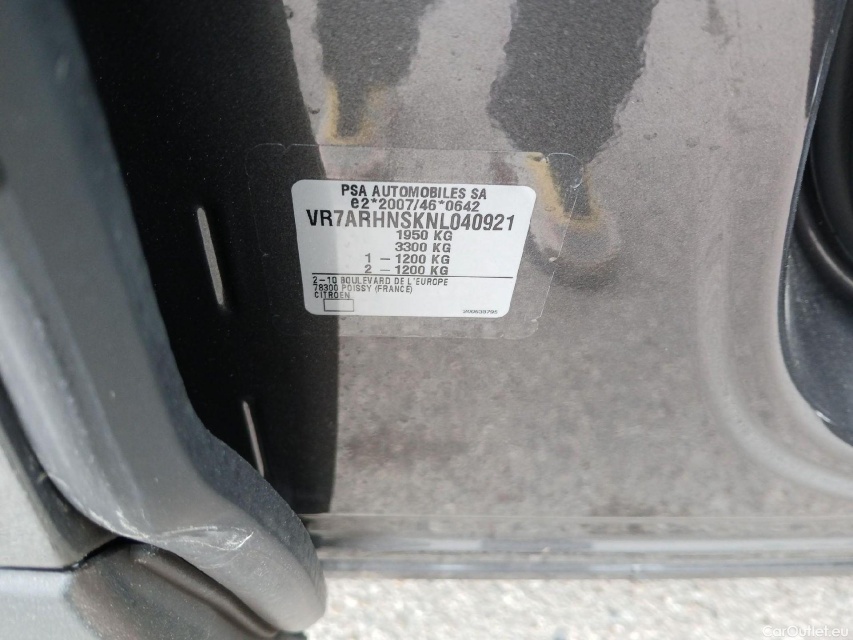 PSA AUTOMOBILES SA
e2*2007/46*0642
VR7ARHNSKNL040921
1950 KG
3300 KG
1 – 1200 KG
2 – 1200 KG
2–10 BOULEVARD DE L'EUROPE
78300 POISSY (FRANCE)
CITROEN
CarOutlet.eu